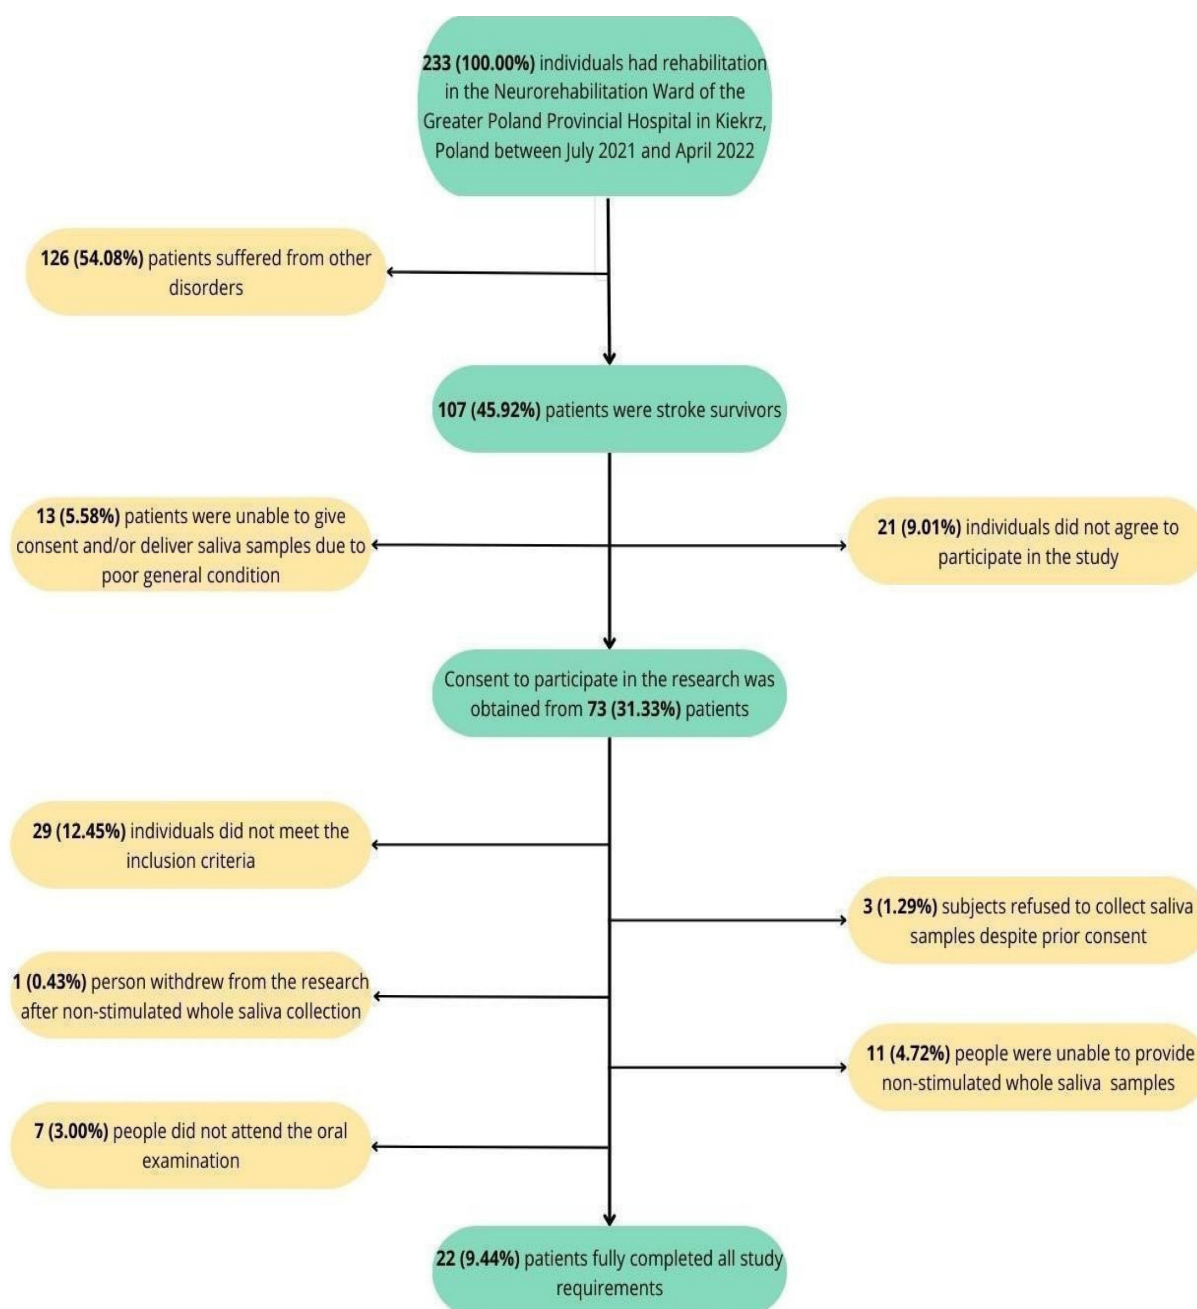 233 (100.00%) individuals had rehabilitation
in the Neurorehabilitation Ward of the
Greater Poland Provincial Hospital in Kiekrz,
Poland between July 2021 and April 2022
126 (54.08%) patients suffered from other
disorders
107 (45.92%) patients were stroke survivors
13 (5.58%) patients were unable to give
consent and/or deliver saliva samples due to
poor general condition
21 (9.01%) individuals did not agree to
participate in the study
Consent to participate in the research was
obtained from 73 (31.33%) patients
29 (12.45%) individuals did not meet the
inclusion criteria
3 (1.29%) subjects refused to collect saliva
samples despite prior consent
1 (0.43%) person withdrew from the research
after non-stimulated whole saliva collection
11 (4.72%) people were unable to provide
non-stimulated whole saliva samples
7 (3.00%) people did not attend the oral
examination
22 (9.44%) patients fully completed all study
requirements